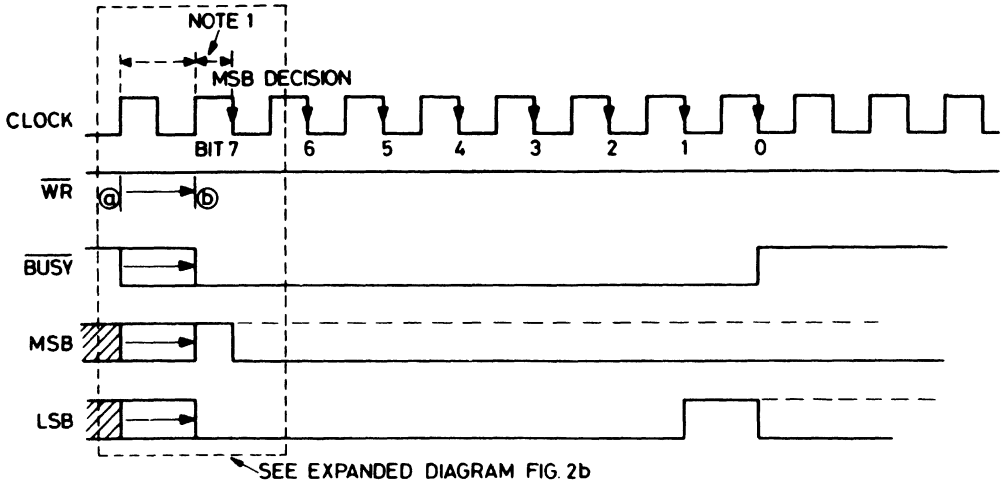 NOTE 1
MSB DECISION
CLOCK
BIT 7 6 5 4 3 2 1 0
WR
ⓐ ⓑ
BUSY
MSB
LSB
SEE EXPANDED DIAGRAM FIG. 2b